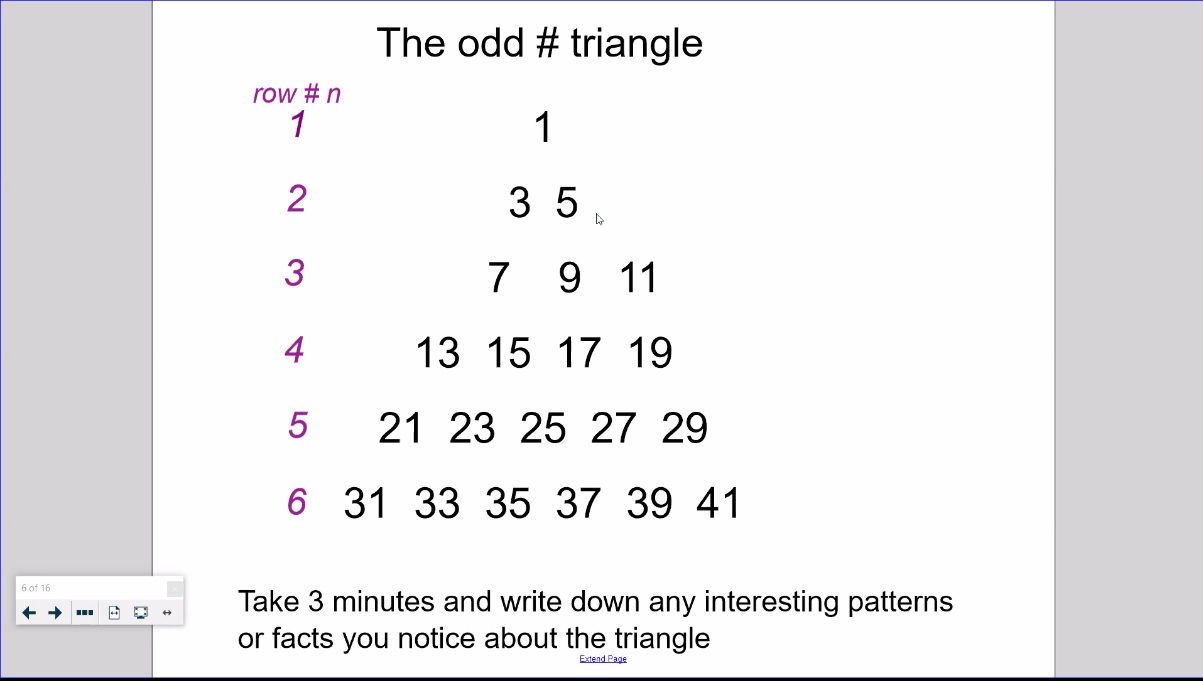 The odd # triangle
row # n
1 1
2 3 5
3 7 9 11
4 13 15 17 19
5 21 23 25 27 29
6 31 33 35 37 39 41
6 of 16
Take 3 minutes and write down any interesting patterns
or facts you notice about the triangle
Extend Page